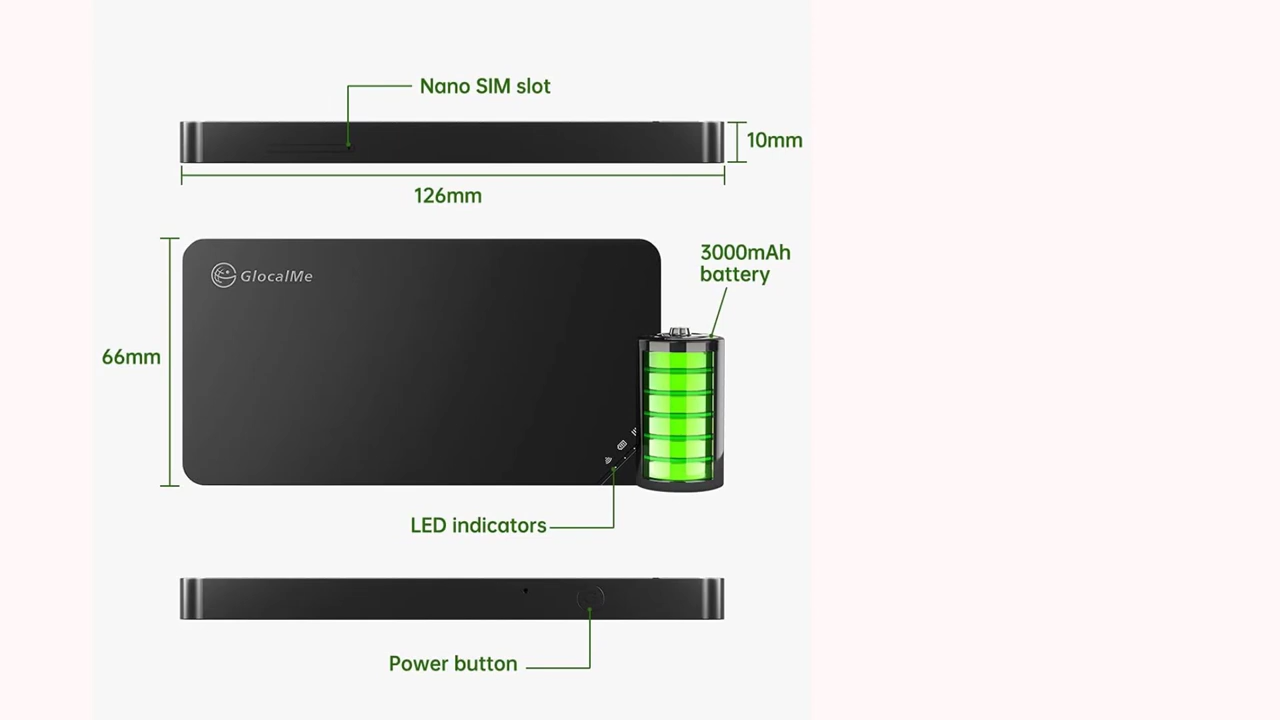 Nano SIM slot
10mm
126mm
GlocalMe
3000mAh
battery
66mm
LED indicators
Power button